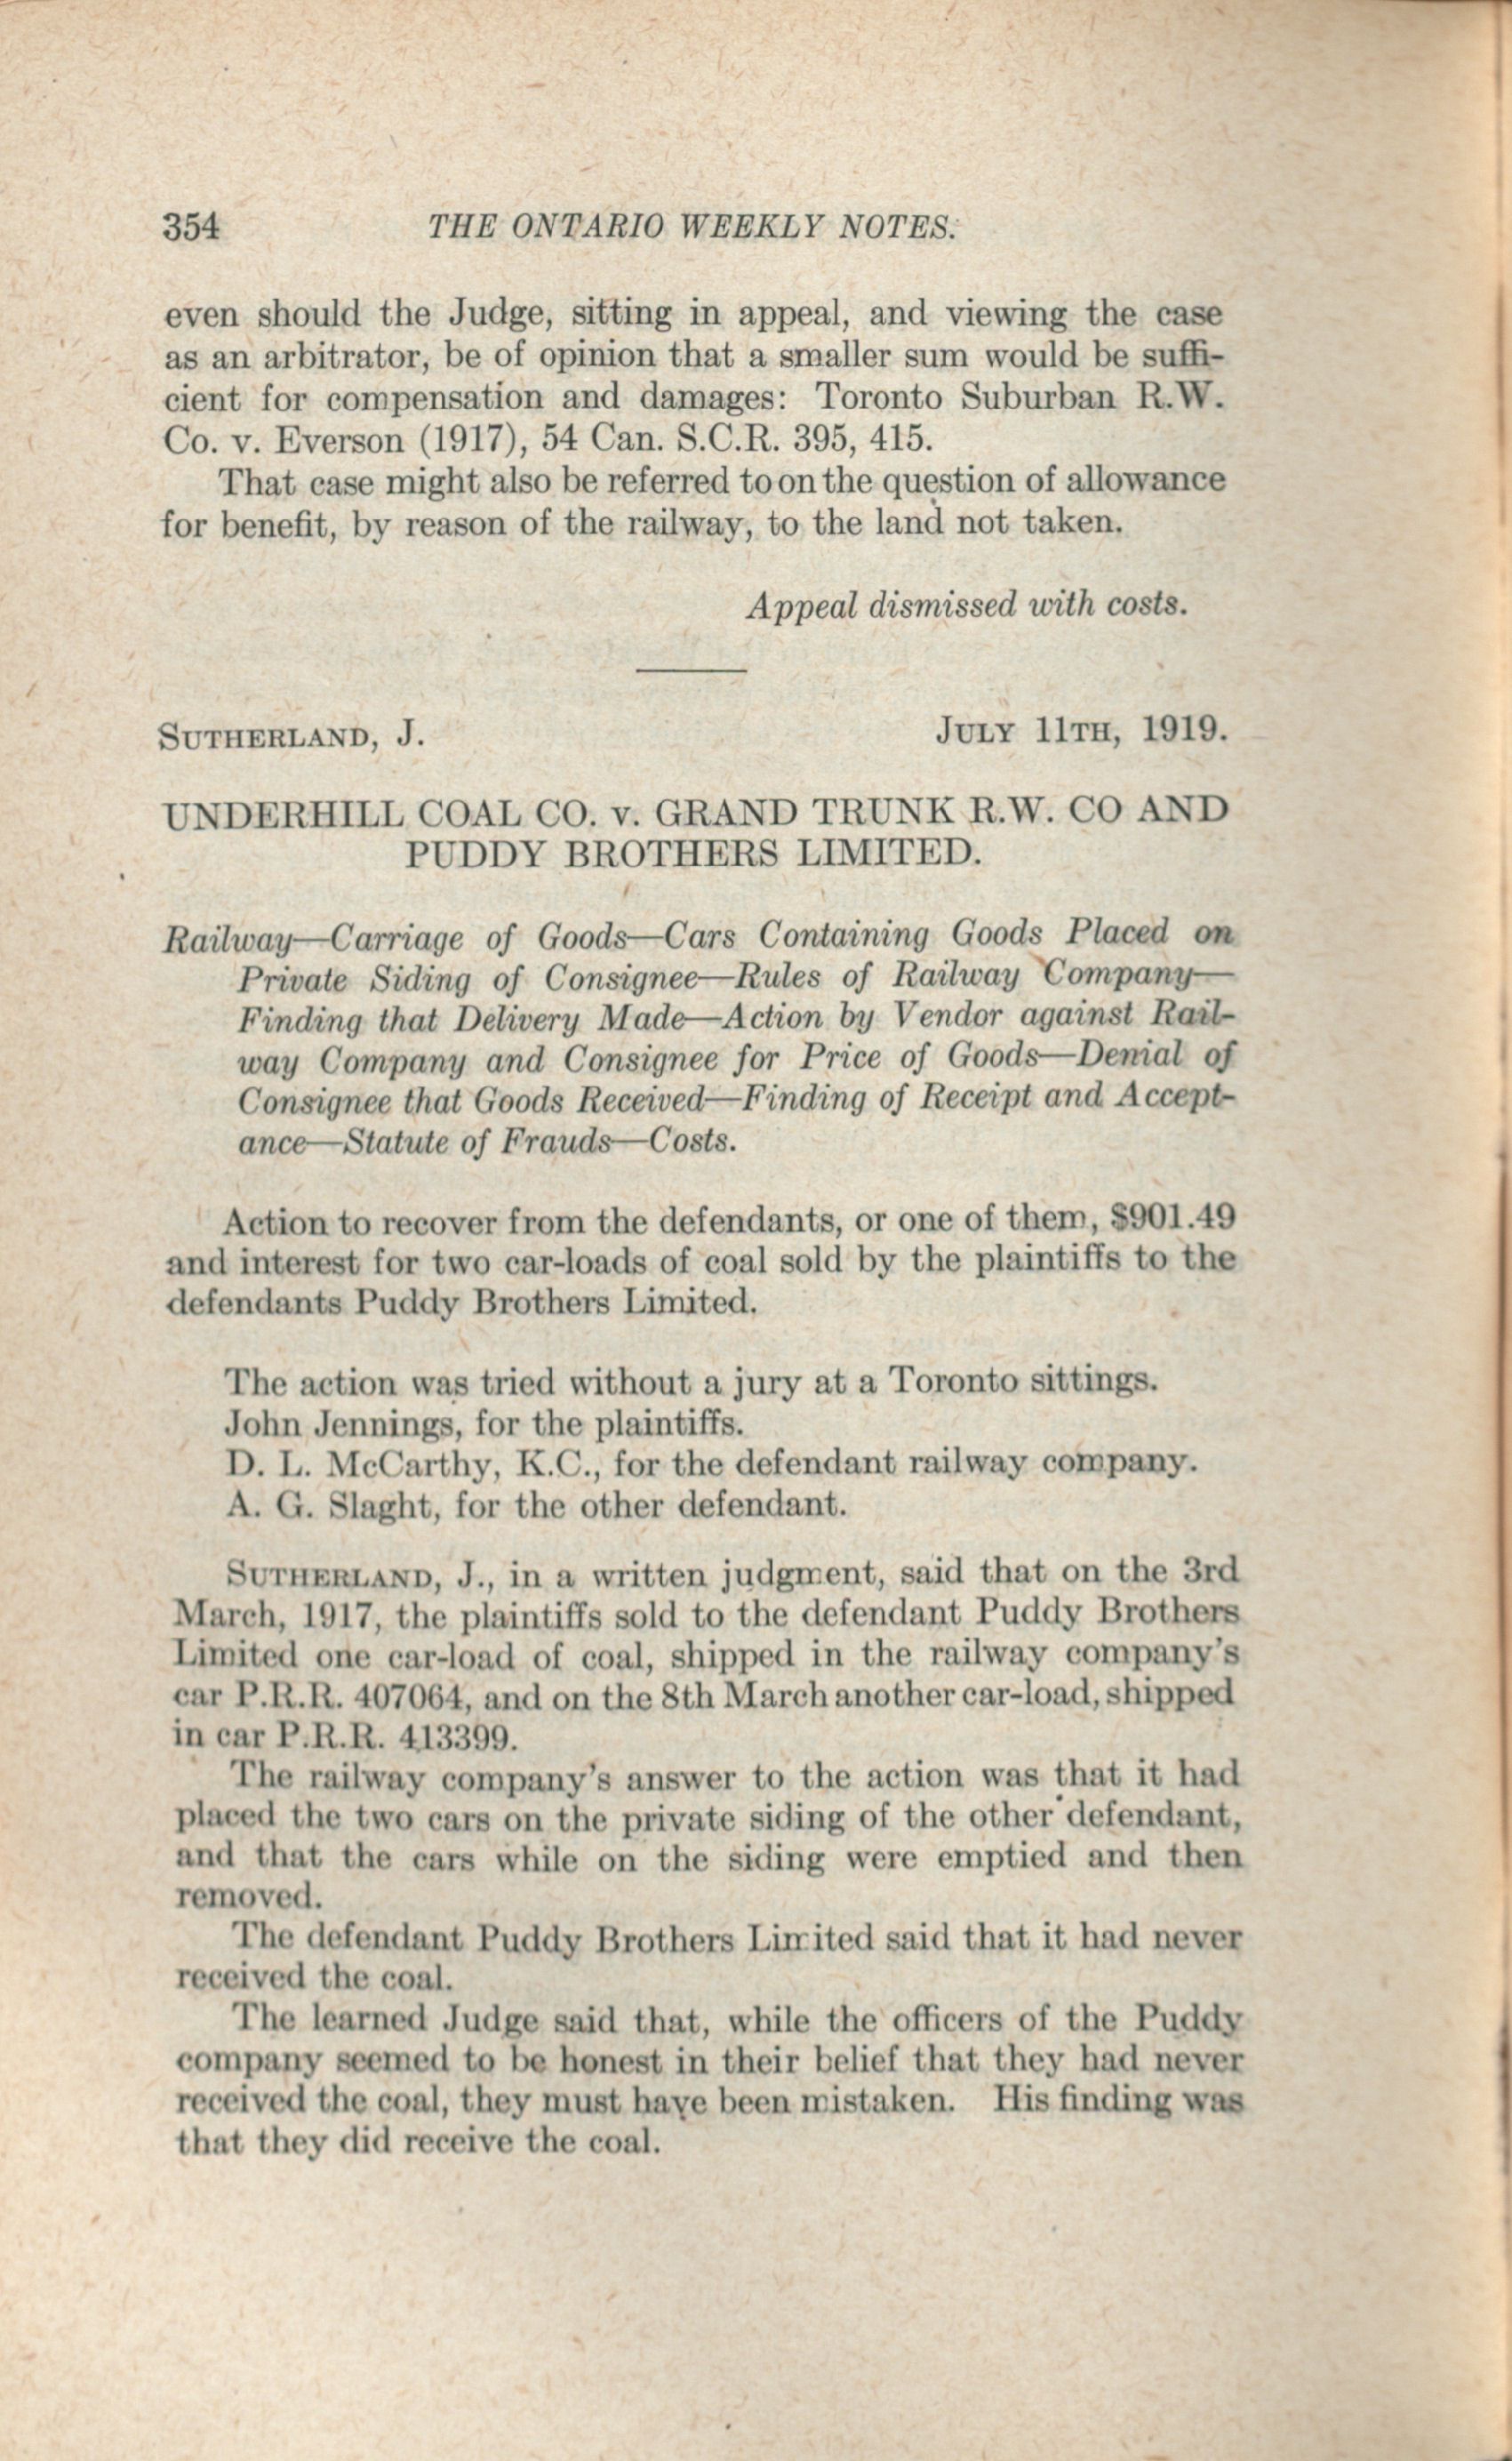 354 THE ONTARIO WEEKLY NOTES.
even should the Judge, sitting in appeal, and viewing the case
as an arbitrator, be of opinion that a smaller sum would be suffi-
cient for compensation and damages: Toronto Suburban R.W.
Co. v. Everson (1917), 54 Can. S.C.R. 395, 415.
That case might also be referred to on the question of allowance
for benefit, by reason of the railway, to the land not taken.
Appeal dismissed with costs.
SUTHERLAND, J. JULY 11TH, 1919.
UNDERHILL COAL CO. v. GRAND TRUNK R.W. CO AND
PUDDY BROTHERS LIMITED.
Railway—Carriage of Goods—Cars Containing Goods Placed on
Private Siding of Consignee—Rules of Railway Company—
Finding that Delivery Made—Action by Vendor against Rail-
way Company and Consignee for Price of Goods—Denial of
Consignee that Goods Received—Finding of Receipt and Accept-
ance—Statute of Frauds—Costs.
Action to recover from the defendants, or one of them, $901.49
and interest for two car-loads of coal sold by the plaintiffs to the
defendants Puddy Brothers Limited.
The action was tried without a jury at a Toronto sittings.
John Jennings, for the plaintiffs.
D. L. McCarthy, K.C., for the defendant railway company.
A. G. Slaght, for the other defendant.
SUTHERLAND, J., in a written judgment, said that on the 3rd
March, 1917, the plaintiffs sold to the defendant Puddy Brothers
Limited one car-load of coal, shipped in the railway company's
car P.R.R. 407064, and on the 8th March another car-load, shipped
in car P.R.R. 413399.
The railway company's answer to the action was that it had
placed the two cars on the private siding of the other defendant,
and that the cars while on the siding were emptied and then
removed.
The defendant Puddy Brothers Limited said that it had never
received the coal.
The learned Judge said that, while the officers of the Puddy
company seemed to be honest in their belief that they had never
received the coal, they must have been mistaken. His finding was
that they did receive the coal.